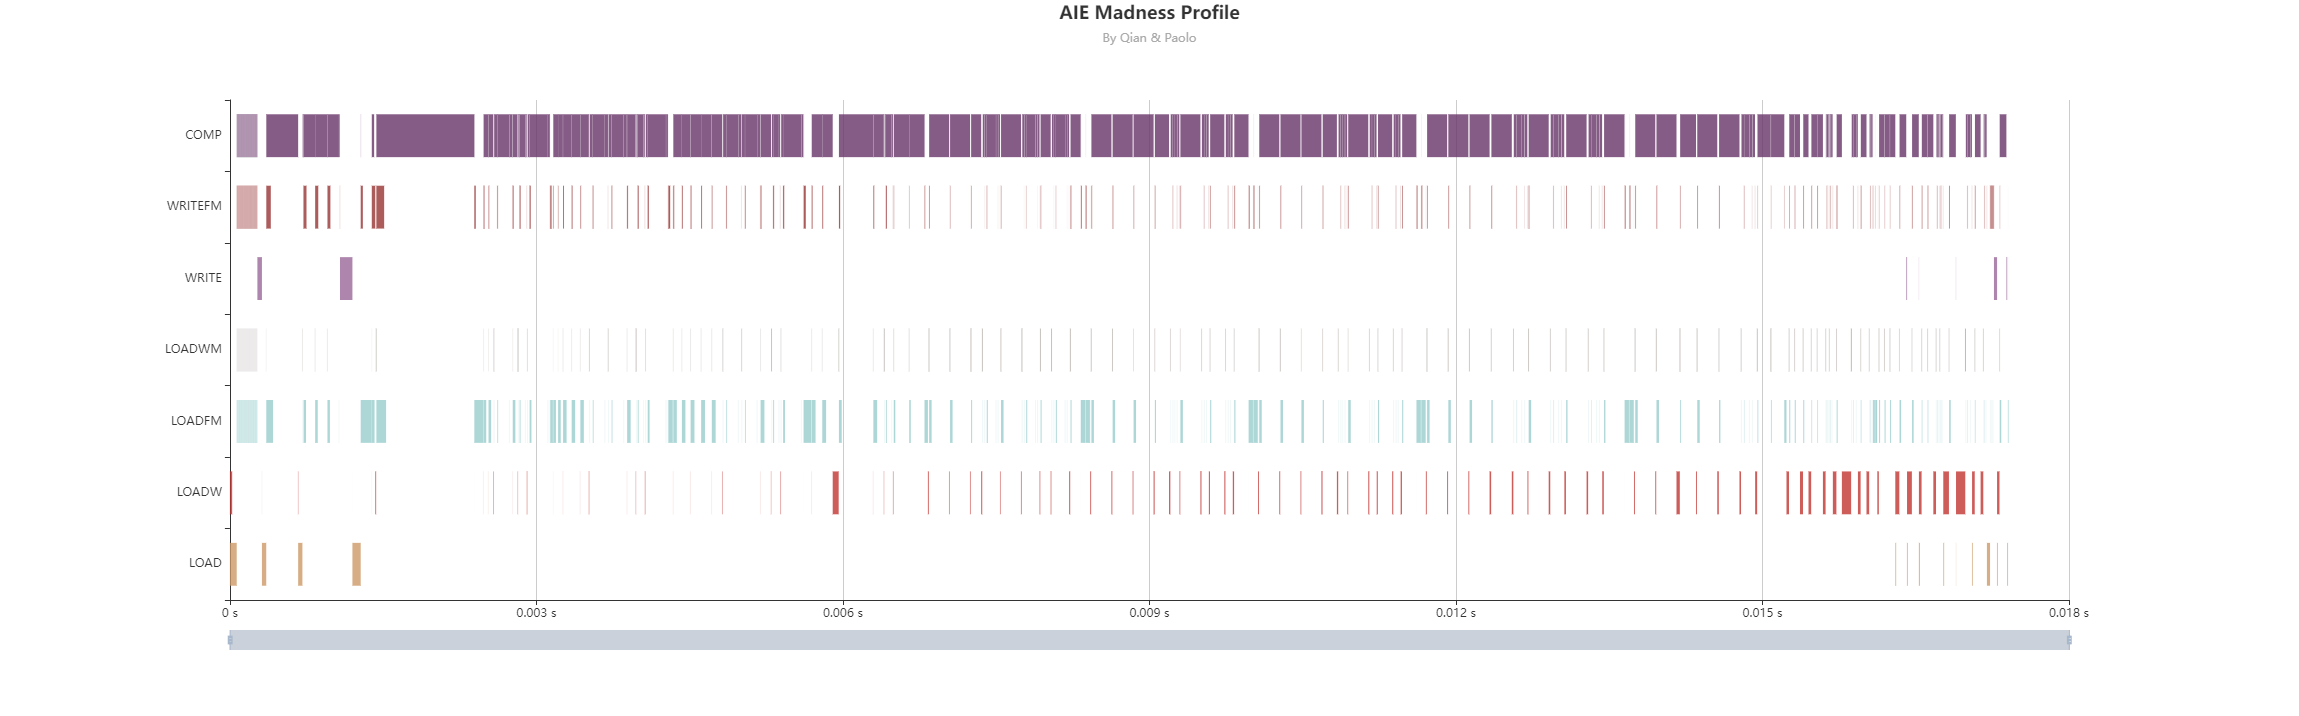 AIE Madness Profile
By Qian & Paolo
COMP
WRITEFM
WRITE
LOADWM
LOADFM
LOADW
LOAD
0 s 0.003 s 0.006 s 0.009 s 0.012 s 0.015 s 0.018 s